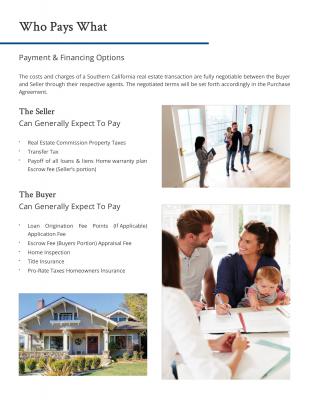 Who Pays What
Payment & Financing Options
The costs and charges of a Southern California real estate transaction are fully negotiable between the Buyer
and Seller through their respective agents. The negotiated terms will be set forth accordingly in the Purchase
Agreement.
The Seller
Can Generally Expect To Pay
• Real Estate Commission Property Taxes
• Transfer Tax
• Payoff of all loans & liens Home warranty plan
Escrow fee (Seller's portion)
The Buyer
Can Generally Expect To Pay
• Loan Origination Fee Points (If Applicable)
Application Fee
• Escrow Fee (Buyers Portion) Appraisal Fee
• Home Inspection
• Title Insurance
• Pro-Rate Taxes Homeowners Insurance